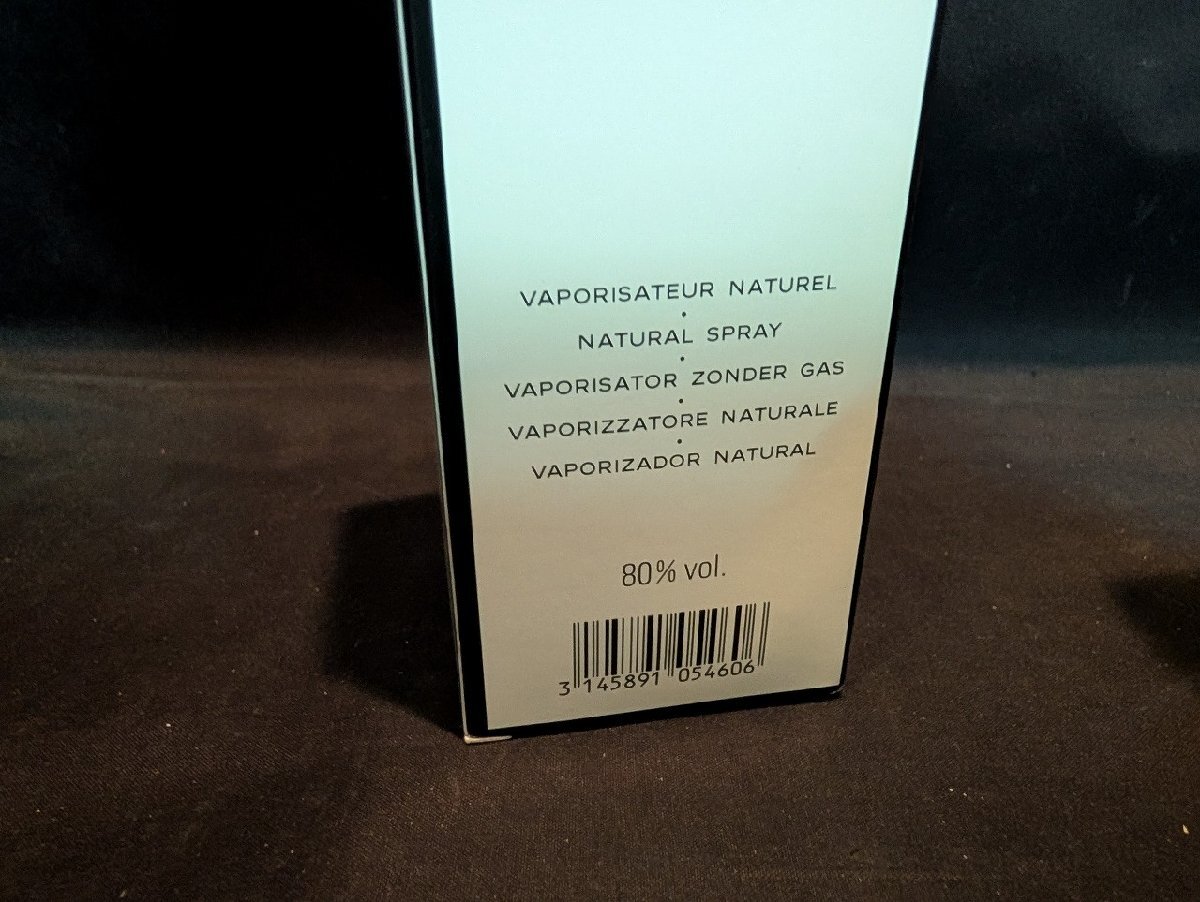 VAPORISATEUR NATUREL
•
NATURAL SPRAY
•
VAPORISATOR ZONDER GAS
•
VAPORIZZATORE NATURALE
•
VAPORIZADOR NATURAL
80% vol.
3 145891 054606